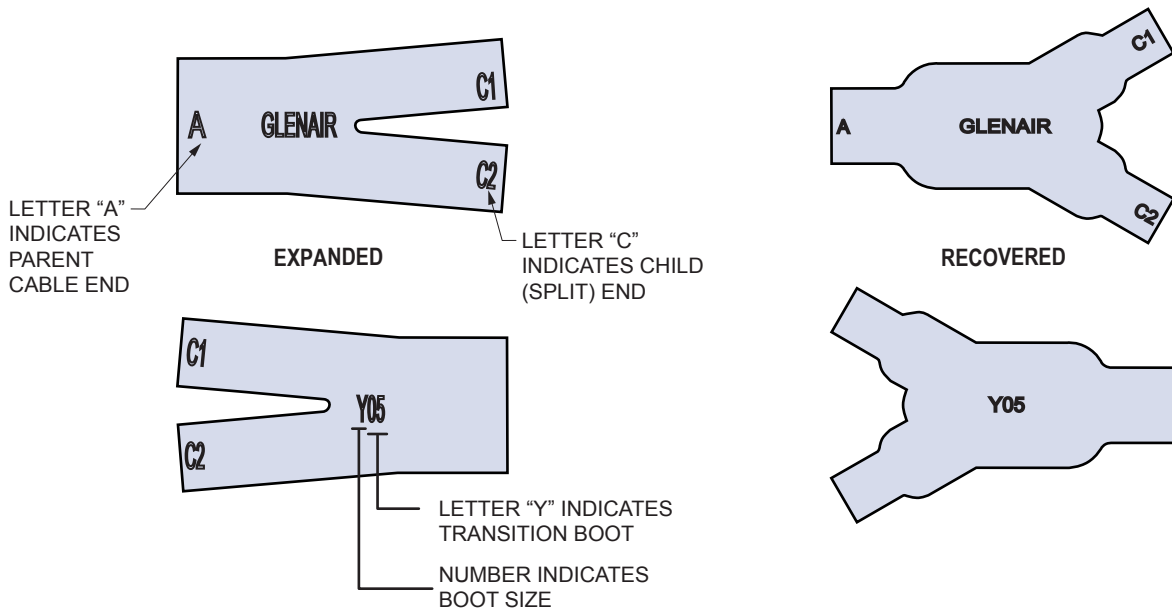 A
GLENAIR
C1
C2
LETTER “A”
INDICATES
PARENT
CABLE END
EXPANDED
LETTER “C”
INDICATES CHILD
(SPLIT) END
A
GLENAIR
C1
C2
RECOVERED
C1
C2
Y05
LETTER “Y” INDICATES
TRANSITION BOOT
NUMBER INDICATES
BOOT SIZE
Y05